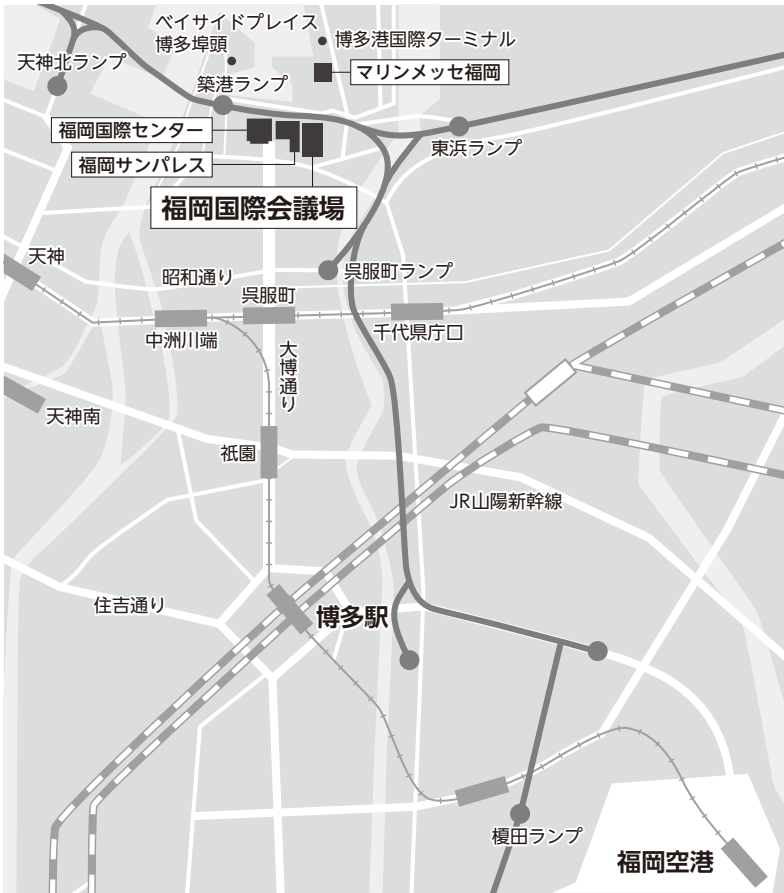 ベイサイドプレイス
博多埠頭
博多港国際ターミナル
天神北ランプ
マリンメッセ福岡
築港ランプ
福岡国際センター
東浜ランプ
福岡サンパレス
福岡国際会議場
天神
昭和通り
呉服町ランプ
呉服町
中洲川端
千代県庁口
大博通り
天神南
祇園
JR山陽新幹線
住吉通り
博多駅
榎田ランプ
福岡空港